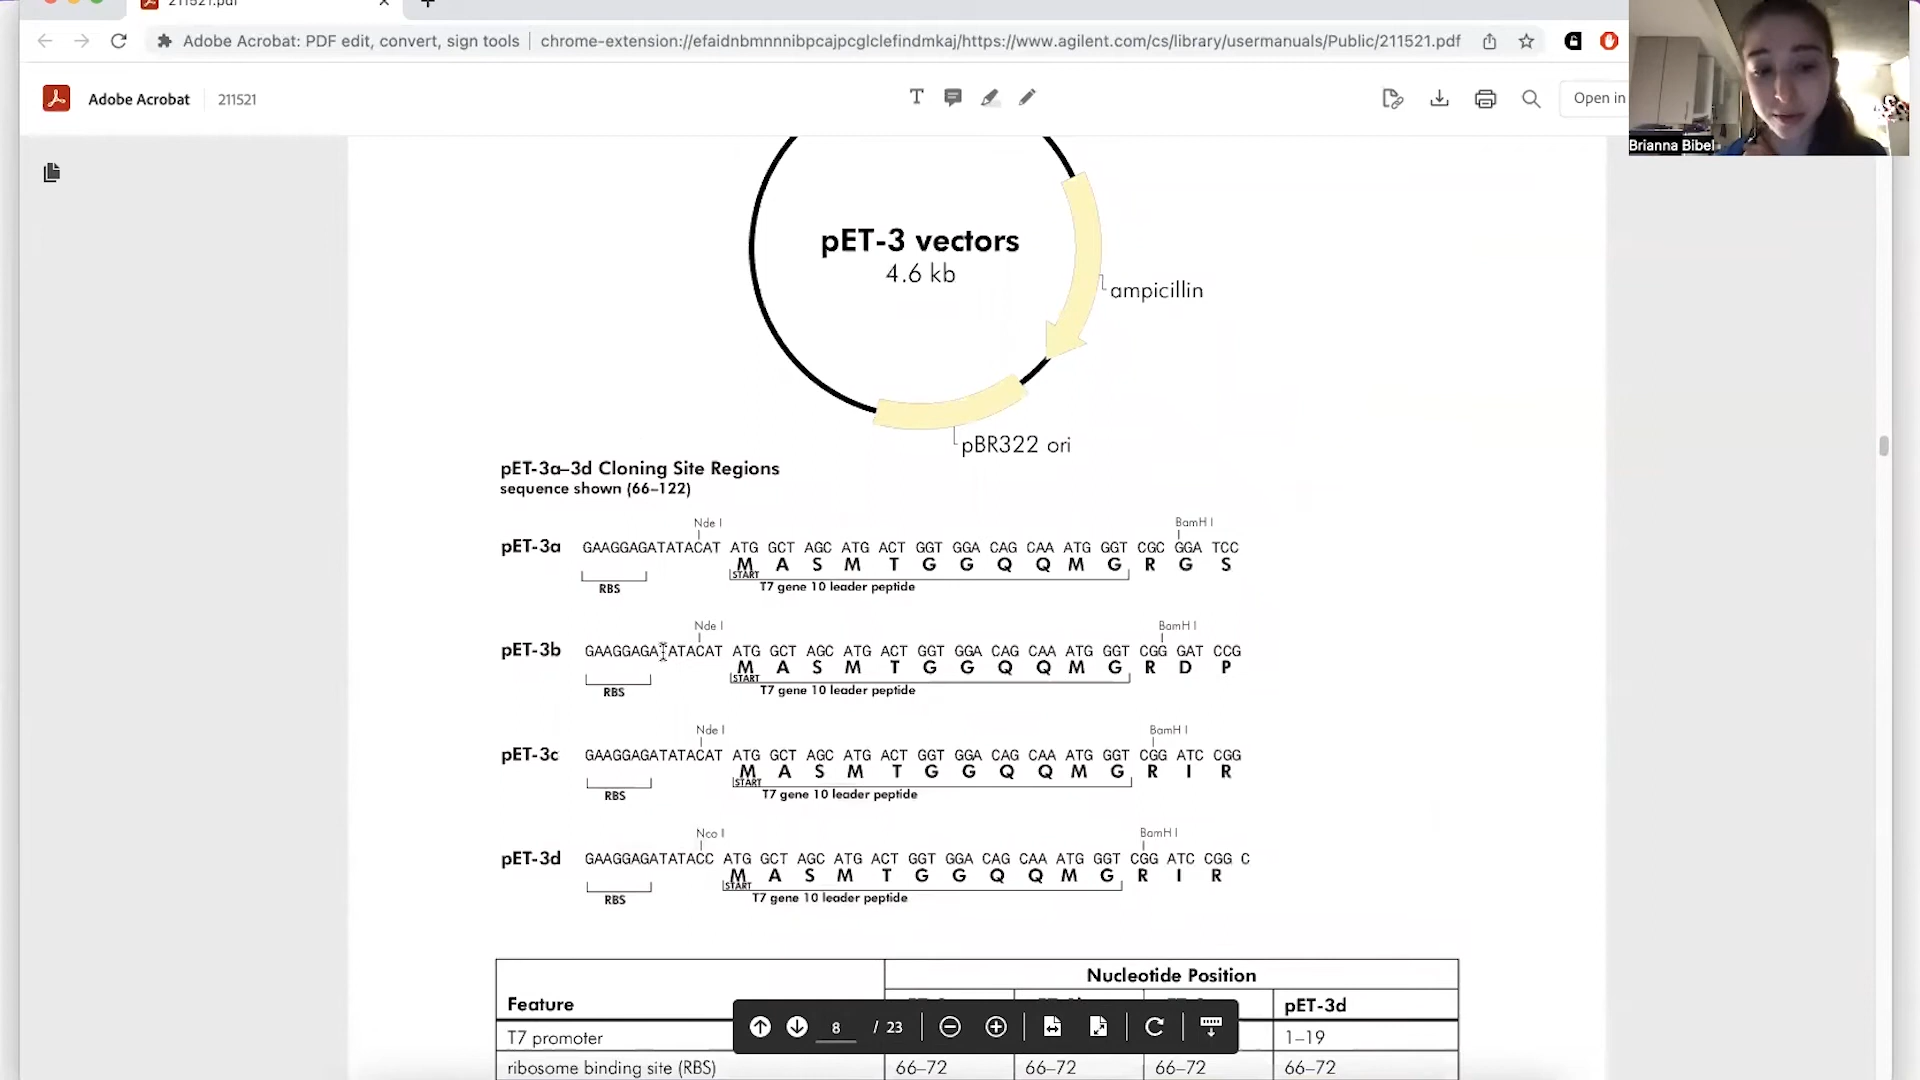 211521.pdf
Adobe Acrobat: PDF edit, convert, sign tools chrome-extension://efaidnbmnnnibpcajpcglclefindmkaj/https://www.agilent.com/cs/library/usermanuals/Public/211521.pdf
Adobe Acrobat 211521
Open in
Brianna Bibel
pET-3 vectors
4.6 kb
ampicillin
pBR322 ori
pET-3a–3d Cloning Site Regions
sequence shown (66–122)
Nde I BamH I
pET-3a GAAGGAGATATACAT ATG GCT AGC ATG ACT GGT GGA CAG CAA ATG GGT CGC GGA TCC
M A S M T G G Q Q M G R G S
START
RBS T7 gene 10 leader peptide
Nde I BamH I
pET-3b GAAGGAGATATACAT ATG GCT AGC ATG ACT GGT GGA CAG CAA ATG GGT CGG GAT CCG
M A S M T G G Q Q M G R D P
START
RBS T7 gene 10 leader peptide
Nde I BamH I
pET-3c GAAGGAGATATACAT ATG GCT AGC ATG ACT GGT GGA CAG CAA ATG GGT CGG ATC CGG
M A S M T G G Q Q M G R I R
START
RBS T7 gene 10 leader peptide
Nco I BamH I
pET-3d GAAGGAGATATACC ATG GCT AGC ATG ACT GGT GGA CAG CAA ATG GGT CGG ATC CGG C
M A S M T G G Q Q M G R I R
START
RBS T7 gene 10 leader peptide
Nucleotide Position
Feature pET-3d
T7 promoter 1–19
ribosome binding site (RBS) 66–72 66–72 66–72 66–72
8 / 23